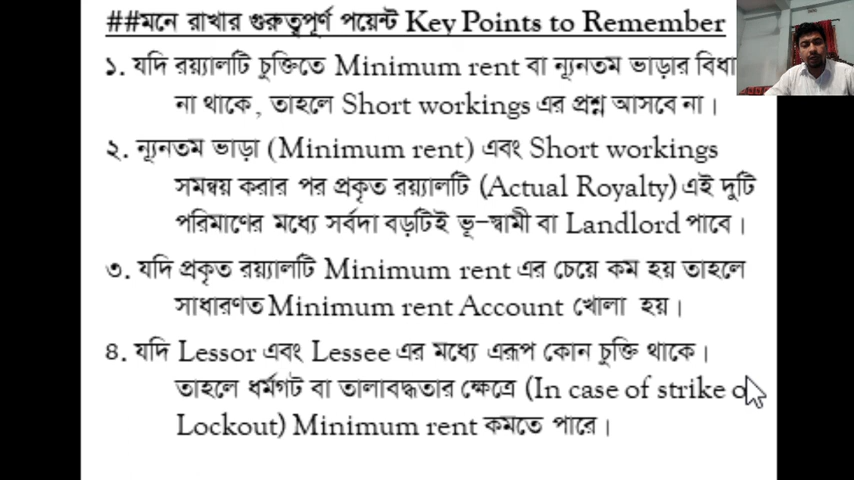 ##মনে রাখার গুরুত্বপূর্ণ পয়েন্ট Key Points to Remember
১. যদি রয়্যালটি চুক্তিতে Minimum rent বা ন্যূনতম ভাড়ার
না থাকে, তাহলে Short workings এর প্রশ্ন আসবে না।
২. ন্যূনতম ভাড়া (Minimum rent) এবং Short workings
সমন্বয় করার পর প্রকৃত রয়্যালটি (Actual Royalty) এই দুটি
পরিমাণের মধ্যে সর্বদা বড়টিই ভূ-স্বামী বা Landlord পাবে।
৩. যদি প্রকৃত রয়্যালটি Minimum rent এর চেয়ে কম হয় তাহলে
সাধারণত Minimum rent Account খোলা হয়।
৪. যদি Lessor এবং Lessee এর মধ্যে এরূপ কোন চুক্তি থাকে।
তাহলে ধর্মগট বা তালাবদ্ধতার ক্ষেত্রে (In case of strike
Lockout) Minimum rent কমতে পারে।